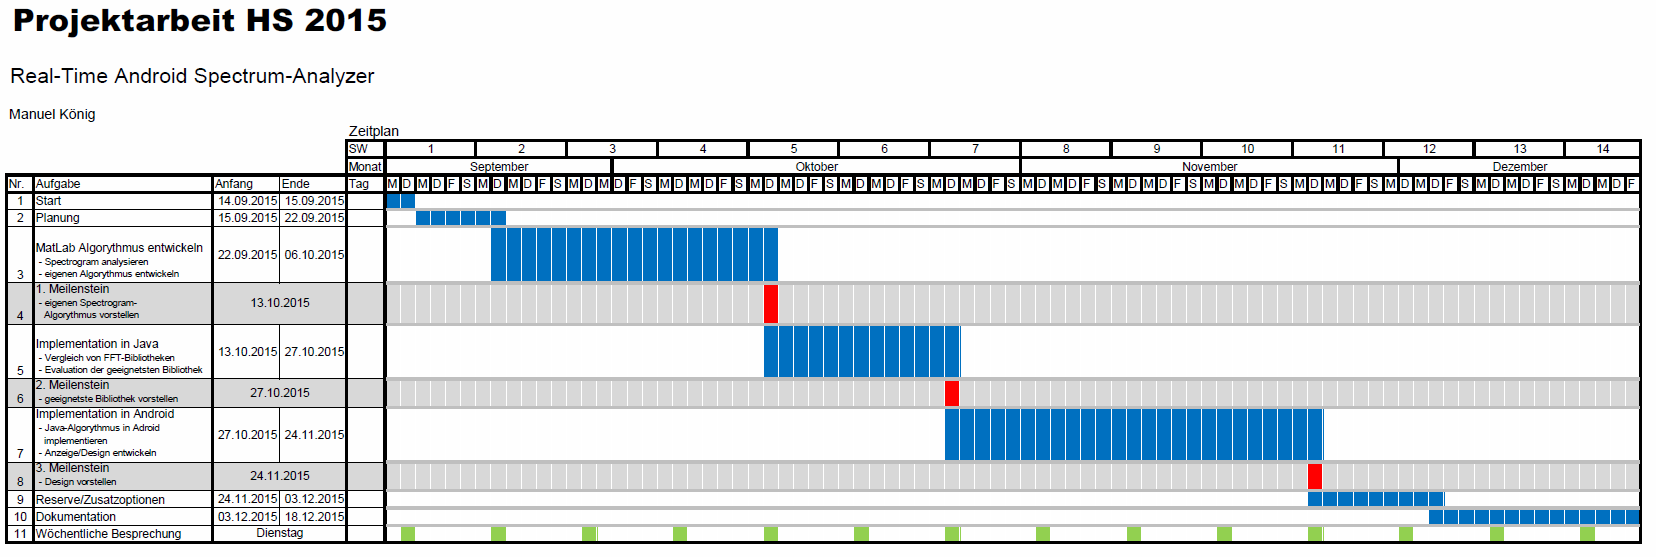 Projektarbeit HS 2015
Real-Time Android Spectrum-Analyzer
Manuel König
Zeitplan
SW 1 2 3 4 5 6 7 8 9 10 11 12 13 14
Monat September Oktober November Dezember
Nr. Aufgabe Anfang Ende Tag M D M D F S M D M D F S M D M D F S M D M D F S M D M D F S M D M D F S M D M D F S M D M D F S M D M D F S M D M D F S M D M D F S M D M D F S M D M D F S M D M D F
1 Start 14.09.2015 15.09.2015
2 Planung 15.09.2015 22.09.2015
MatLab Algorythmus entwickeln
- Spectrogram analysieren
- eigenen Algorythmus entwickeln
3 22.09.2015 06.10.2015
1. Meilenstein
- eigenen Spectrogram-
Algorythmus vorstellen
4 13.10.2015
Implementation in Java
- Vergleich von FFT-Bibliotheken
- Evaluation der geeignetsten Bibliothek
5 13.10.2015 27.10.2015
2. Meilenstein
- geeignetste Bibliothek vorstellen
6 27.10.2015
Implementation in Android
- Java-Algorythmus in Adroid
implementieren
- Anzeige/Design entwickeln
7 27.10.2015 24.11.2015
3. Meilenstein
- Design vorstellen
8 24.11.2015
9 Reserve/Zusatzoptionen 24.11.2015 03.12.2015
10 Dokumentation 03.12.2015 18.12.2015
11 Wöchentliche Besprechung Dienstag